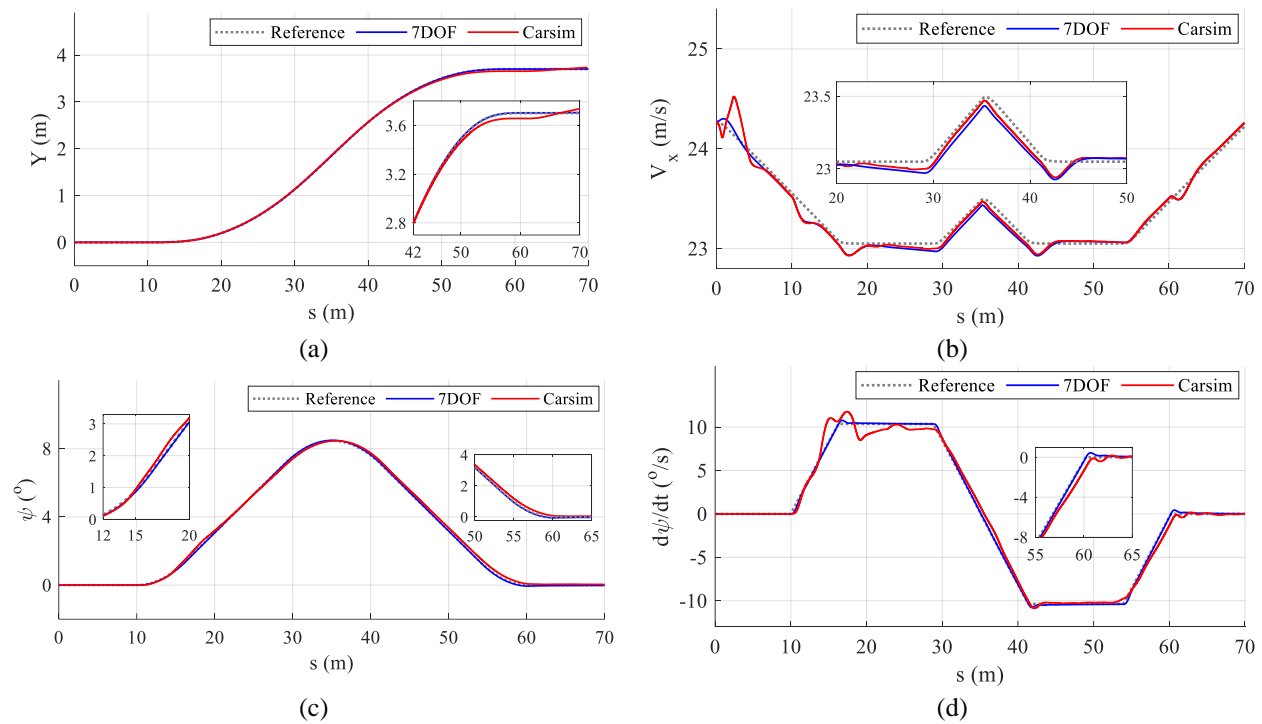 Reference 7DOF Carsim
4
3
2
1
0
Y (m)
3.6
3.2
2.8
42 50 60 70
0 10 20 30 40 50 60 70
s (m)
(a)
Reference 7DOF Carsim
25
24
23
V_x (m/s)
23.5
23
20 30 40 50
0 10 20 30 40 50 60 70
s (m)
(b)
Reference 7DOF Carsim
8
4
0
ψ (°)
3
2
1
0
12 15 20
4
2
0
50 55 60 65
0 10 20 30 40 50 60 70
s (m)
(c)
Reference 7DOF Carsim
10
5
0
-5
-10
dψ/dt (°/s)
0
-4
-8
55 60 65
0 10 20 30 40 50 60 70
s (m)
(d)